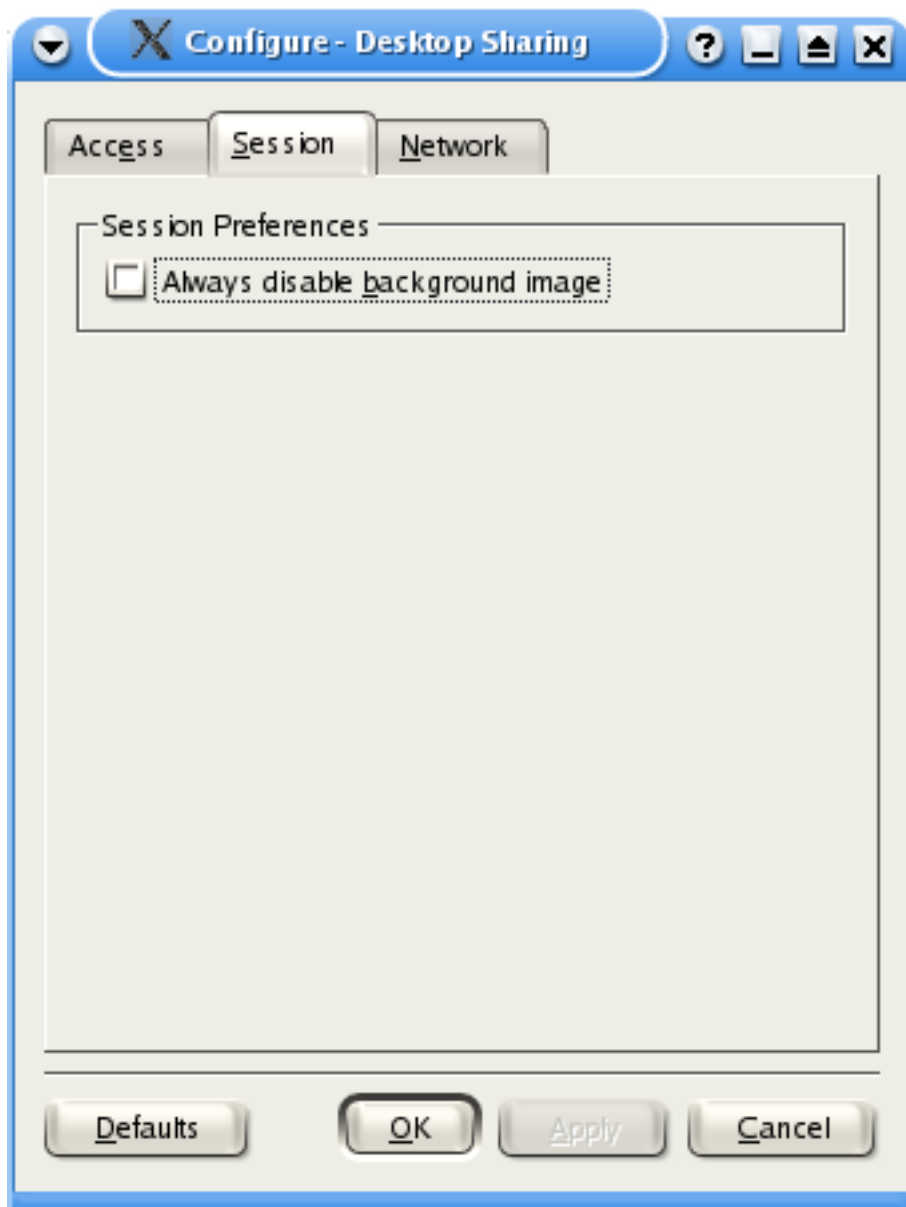 Configure - Desktop Sharing
Access Session Network
Session Preferences
Always disable background image
Defaults OK Apply Cancel